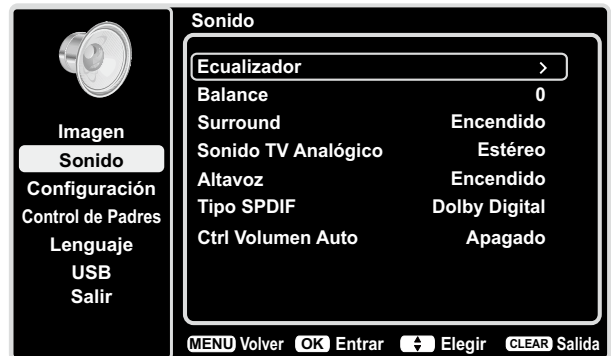 Sonido
Imagen
Sonido
Configuración
Control de Padres
Lenguaje
USB
Salir
Ecualizador >
Balance 0
Surround Encendido
Sonido TV Analógico Estéreo
Altavoz Encendido
Tipo SPDIF Dolby Digital
Ctrl Volumen Auto Apagado
MENU Volver OK Entrar Elegir CLEAR Salida